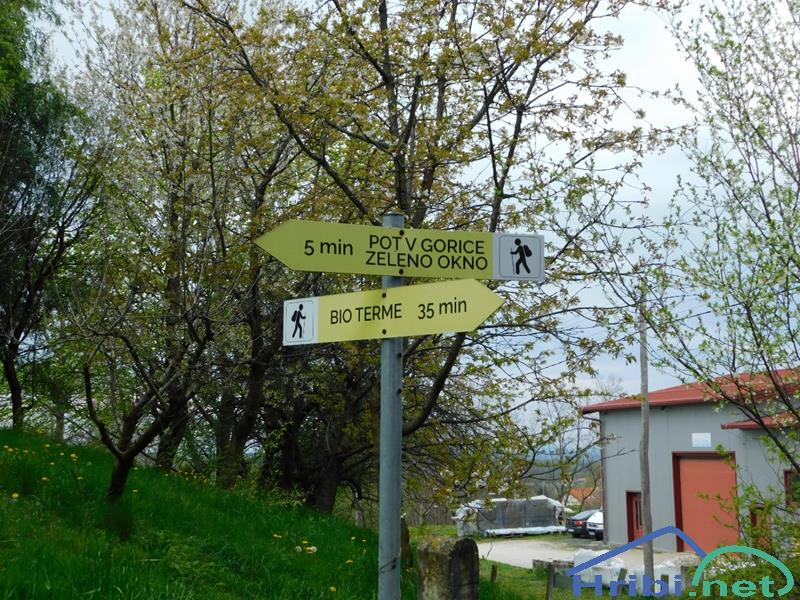 5 min POT V GORICE
ZELENO OKNO
BIO TERME 35 min
Hribi.net